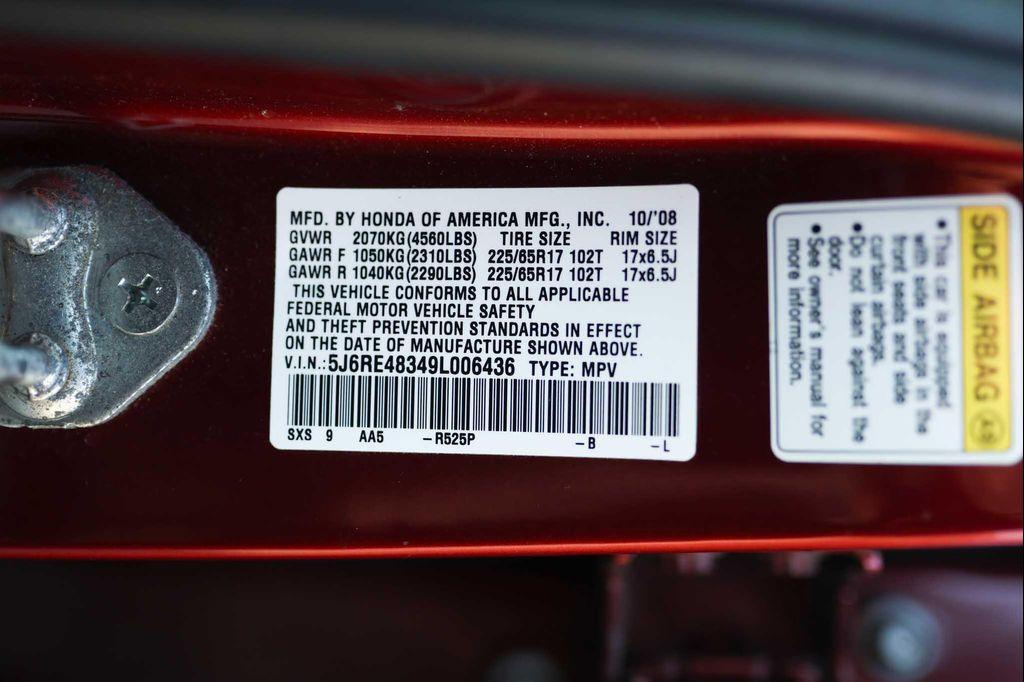 MFD. BY HONDA OF AMERICA MFG., INC. 10/'08
GVWR 2070KG(4560LBS) TIRE SIZE RIM SIZE
GAWR F 1050KG(2310LBS) 225/65R17 102T 17x6.5J
GAWR R 1040KG(2290LBS) 225/65R17 102T 17x6.5J
THIS VEHICLE CONFORMS TO ALL APPLICABLE
FEDERAL MOTOR VEHICLE SAFETY
AND THEFT PREVENTION STANDARDS IN EFFECT
ON THE DATE OF MANUFACTURE SHOWN ABOVE.
V.I.N.:5J6RE48349L006436 TYPE: MPV
SXS 9 AA5 -R525P -B -L
SIDE AIRBAG AS
• This car is equipped
with side airbags in the
front seats and side
curtain airbags.
• Do not lean against the
door.
• See owner's manual for
more information.